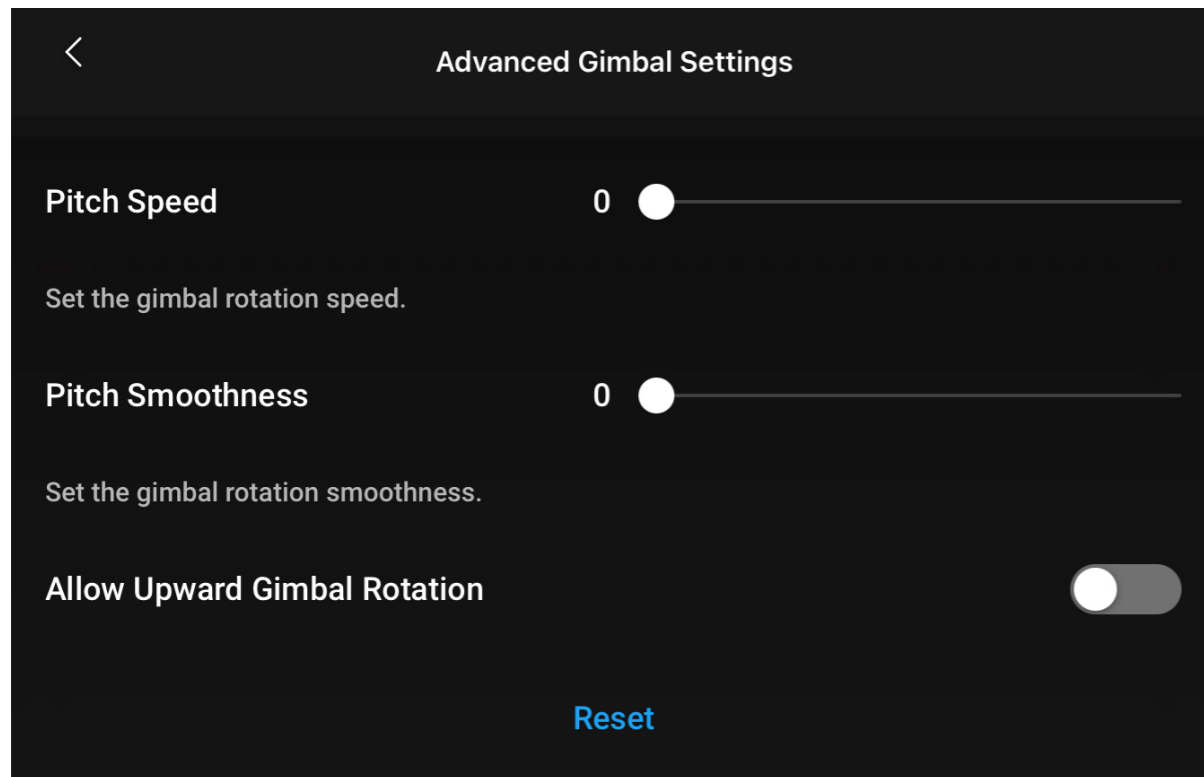 Advanced Gimbal Settings
Pitch Speed 0
Set the gimbal rotation speed.
Pitch Smoothness 0
Set the gimbal rotation smoothness.
Allow Upward Gimbal Rotation
Reset